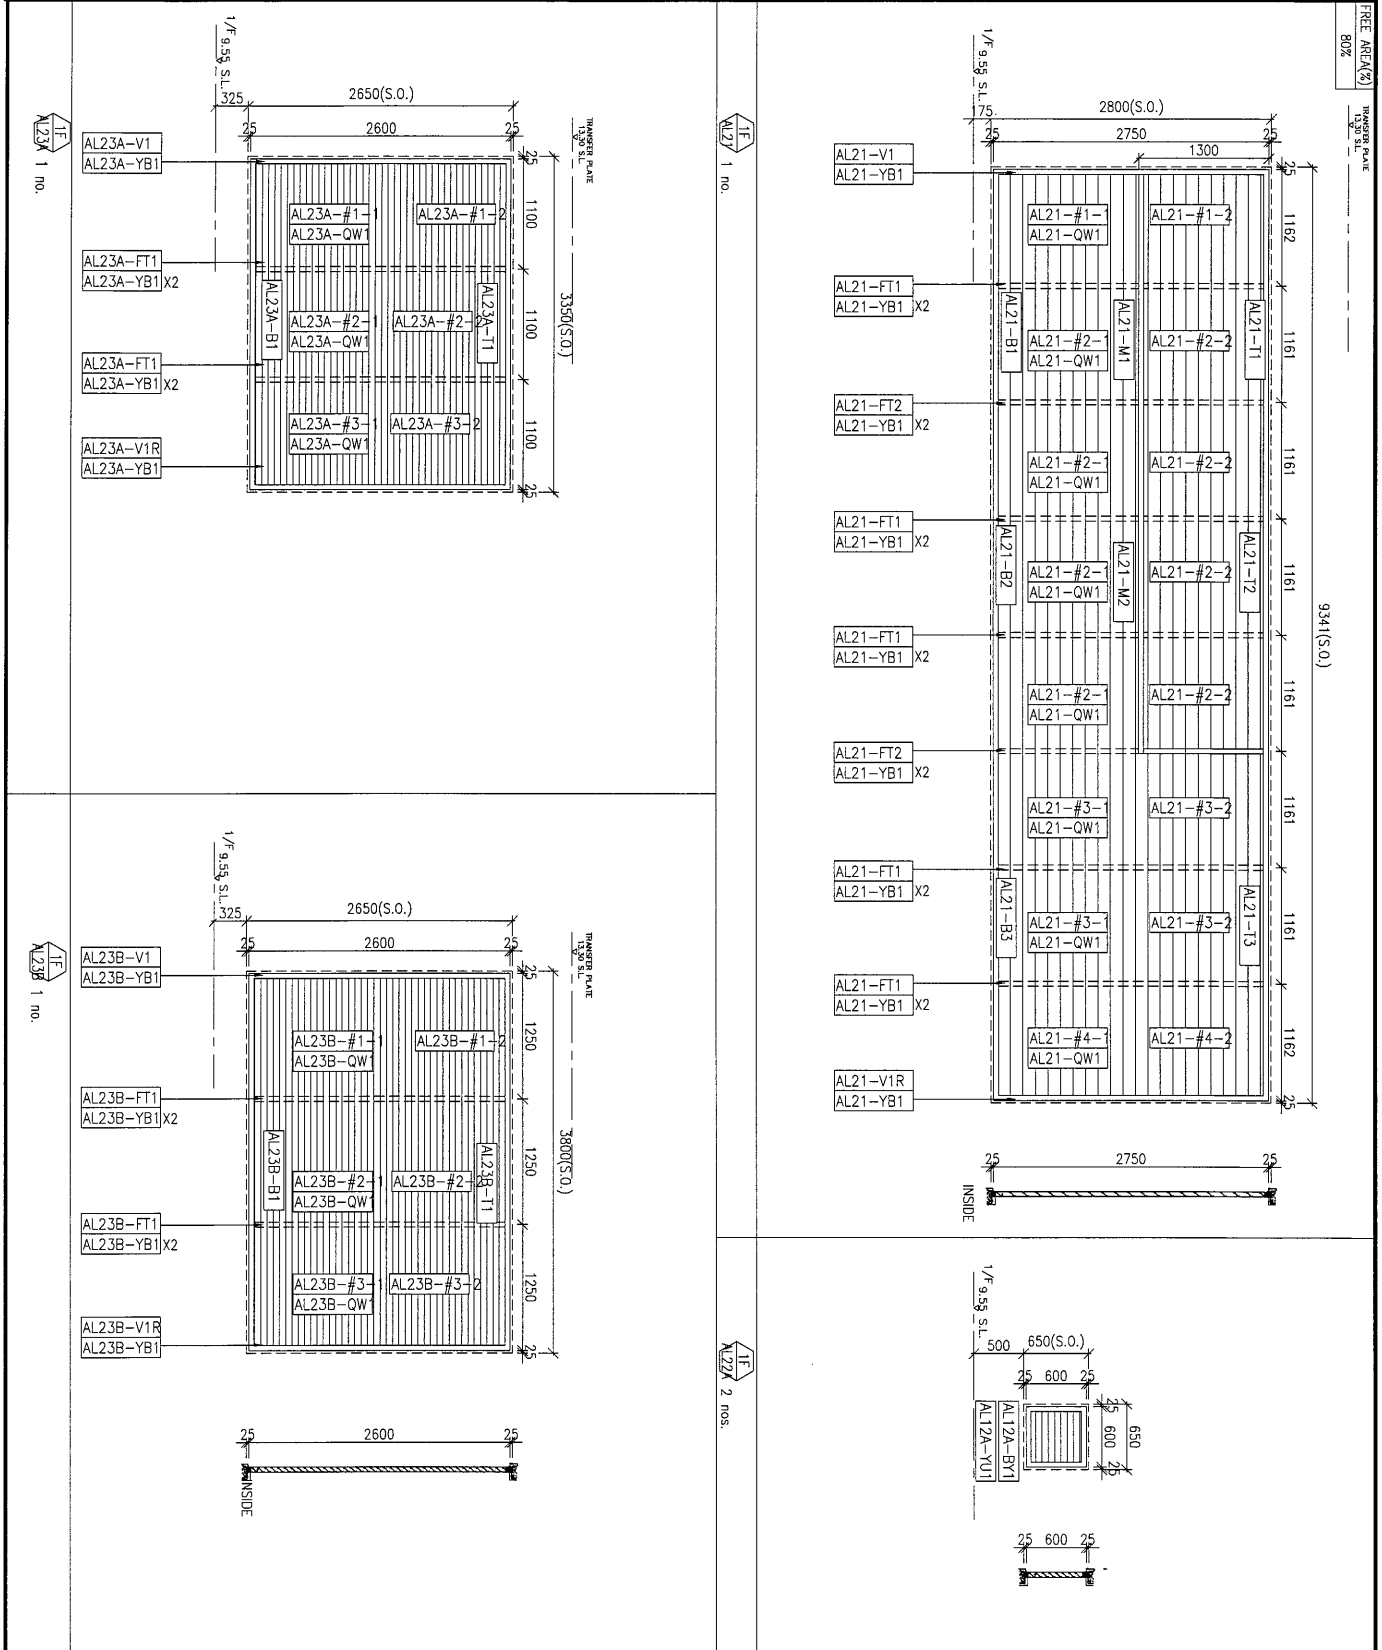 FREE AREA(%)
80%
TRANSFER PLATE
13.30 S.L.
1/F 9.55 S.L.
175
2800(S.O.)
25
2750
25
1300
9341(S.O.)
25
1162
1161
1161
1161
1161
1161
1161
1162
25
AL21-V1
AL21-YB1
AL21-FT1
AL21-YB1 X2
AL21-FT2
AL21-YB1 X2
AL21-FT1
AL21-YB1 X2
AL21-FT1
AL21-YB1 X2
AL21-FT2
AL21-YB1 X2
AL21-FT1
AL21-YB1 X2
AL21-FT1
AL21-YB1 X2
AL21-V1R
AL21-YB1
AL21-#1-1
AL21-QW1
AL21-#1-2
AL21-#2-1
AL21-QW1
AL21-#2-2
AL21-#2-1
AL21-QW1
AL21-#2-2
AL21-#2-1
AL21-QW1
AL21-#2-2
AL21-#2-1
AL21-QW1
AL21-#2-2
AL21-#3-1
AL21-QW1
AL21-#3-2
AL21-#3-1
AL21-QW1
AL21-#3-2
AL21-#4-1
AL21-QW1
AL21-#4-2
AL21-B1
AL21-M1
AL21-T1
AL21-B2
AL21-M2
AL21-T2
AL21-B3
AL21-T3
25
2750
25
INSIDE
1F
AL21 1 no.
1/F 9.55 S.L.
500
650(S.O.)
25 600 25
650
25 600 25
AL12A-BY1
AL12A-YU1
25 600 25
1F
AL22A 2 nos.
TRANSFER PLATE
13.30 S.L.
1/F 9.55 S.L.
325
2650(S.O.)
25
2600
25
3350(S.O.)
25
1100
1100
1100
25
AL23A-V1
AL23A-YB1
AL23A-FT1
AL23A-YB1 X2
AL23A-FT1
AL23A-YB1 X2
AL23A-V1R
AL23A-YB1
AL23A-#1-1
AL23A-QW1
AL23A-#1-2
AL23A-#2-1
AL23A-QW1
AL23A-#2-2
AL23A-#3-1
AL23A-QW1
AL23A-#3-2
AL23A-B1
AL23A-T1
1F
AL23A 1 no.
TRANSFER PLATE
13.30 S.L.
1/F 9.55 S.L.
325
2650(S.O.)
25
2600
25
3800(S.O.)
25
1250
1250
1250
25
AL23B-V1
AL23B-YB1
AL23B-FT1
AL23B-YB1 X2
AL23B-FT1
AL23B-YB1 X2
AL23B-V1R
AL23B-YB1
AL23B-#1-1
AL23B-QW1
AL23B-#1-2
AL23B-#2-1
AL23B-QW1
AL23B-#2-2
AL23B-#3-1
AL23B-QW1
AL23B-#3-2
AL23B-B1
AL23B-T1
25
2600
25
INSIDE
1F
AL23B 1 no.